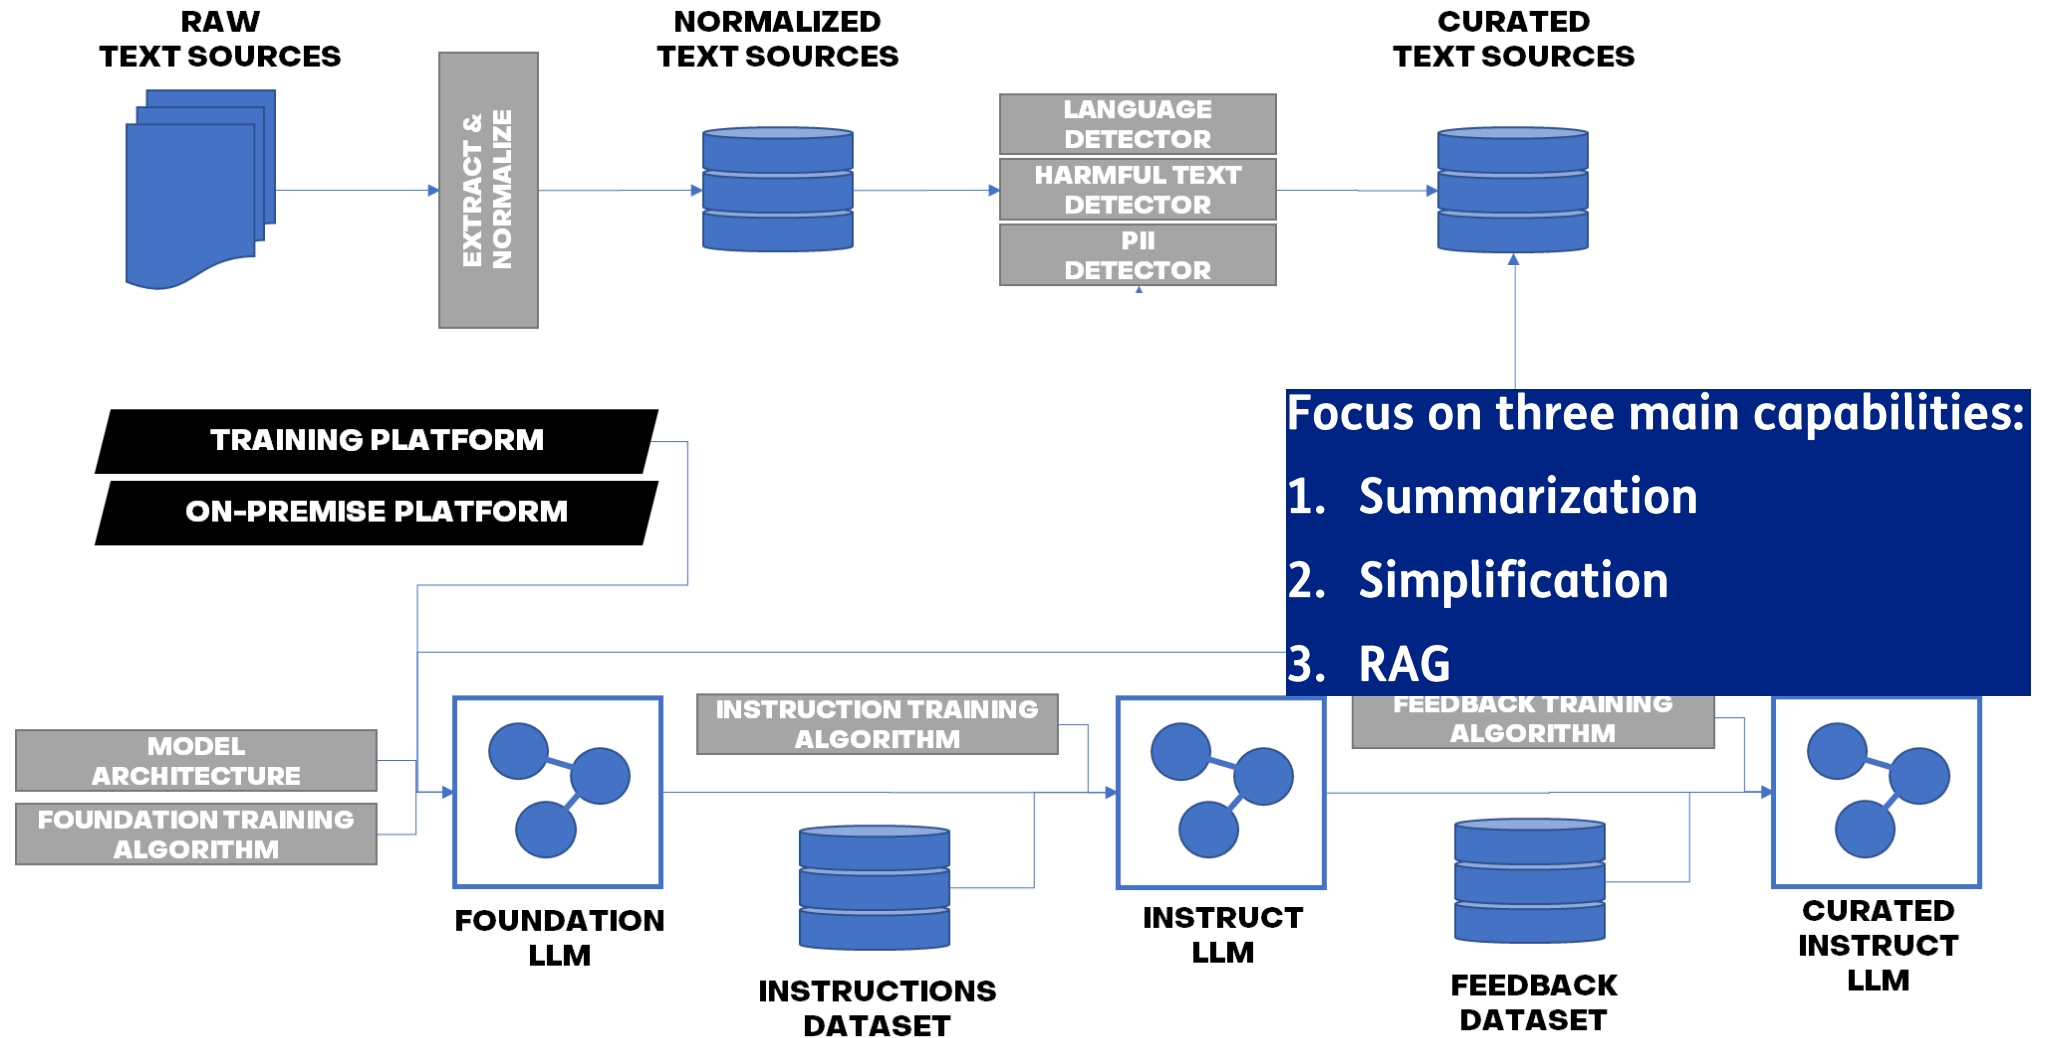 RAW
TEXT SOURCES
NORMALIZED
TEXT SOURCES
CURATED
TEXT SOURCES
EXTRACT &
NORMALIZE
LANGUAGE
DETECTOR
HARMFUL TEXT
DETECTOR
PII
DETECTOR
TRAINING PLATFORM
ON-PREMISE PLATFORM
Focus on three main capabilities:
1. Summarization
2. Simplification
3. RAG
MODEL
ARCHITECTURE
FOUNDATION TRAINING
ALGORITHM
FOUNDATION
LLM
INSTRUCTION TRAINING
ALGORITHM
INSTRUCTIONS
DATASET
INSTRUCT
LLM
FEEDBACK TRAINING
ALGORITHM
FEEDBACK
DATASET
CURATED
INSTRUCT
LLM